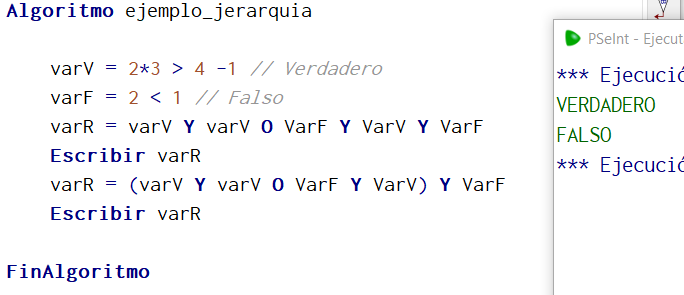 Algoritmo ejemplo_jerarquia
varV = 2*3 > 4 -1 // Verdadero
varF = 2 < 1 // Falso
varR = varV Y varV O VarF Y VarV Y VarF
Escribir varR
varR = (varV Y varV O VarF Y VarV) Y VarF
Escribir varR
FinAlgoritmo
PSeInt - Ejecut
*** Ejecució
VERDADERO
FALSO
*** Ejecució